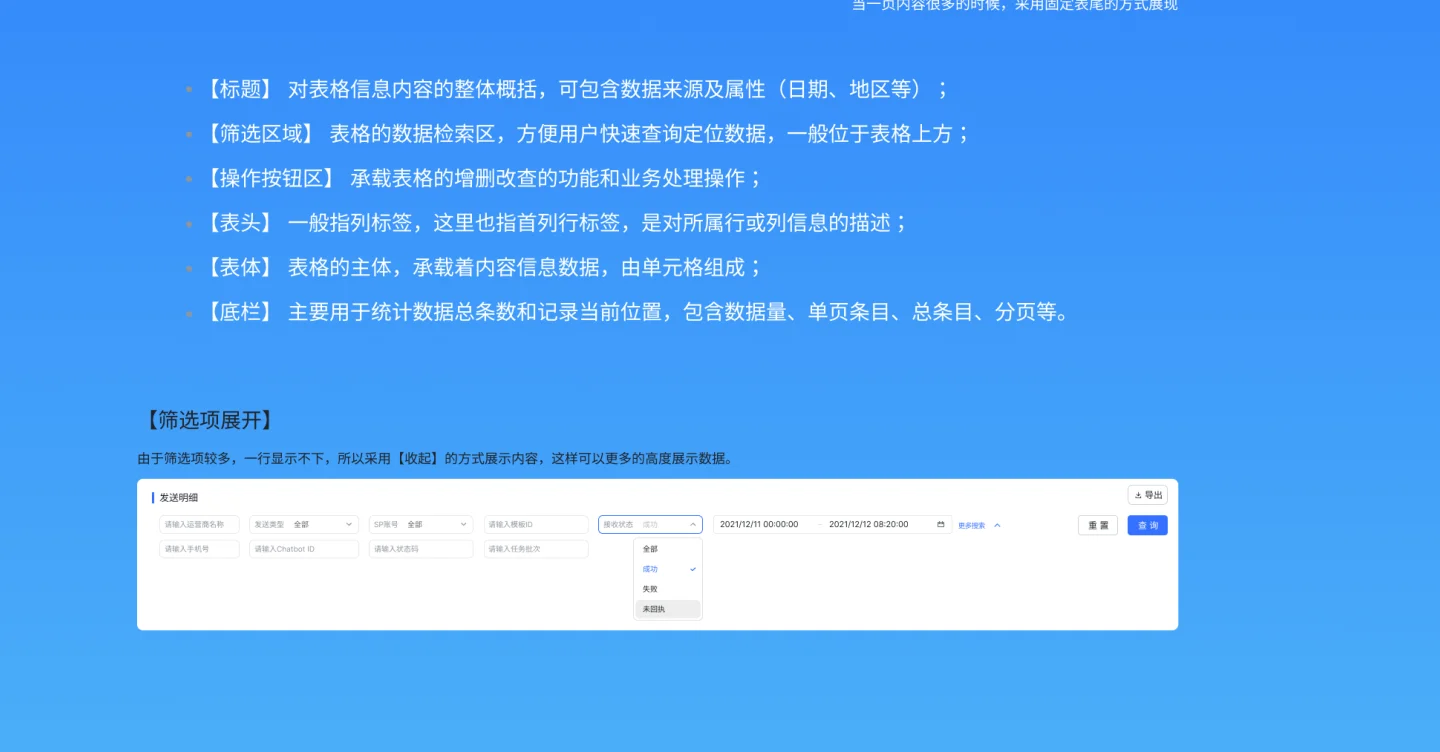 当一页内容很多的时候，采用固定表尾的方式展现
【标题】 对表格信息内容的整体概括，可包含数据来源及属性（日期、地区等）；
【筛选区域】 表格的数据检索区，方便用户快速查询定位数据，一般位于表格上方；
【操作按钮区】 承载表格的增删改查的功能和业务处理操作；
【表头】 一般指列标签，这里也指首列行标签，是对所属行或列信息的描述；
【表体】 表格的主体，承载着内容信息数据，由单元格组成；
【底栏】 主要用于统计数据总条数和记录当前位置，包含数据量、单页条目、总条目、分页等。
【筛选项展开】
由于筛选项较多，一行显示不下，所以采用【收起】的方式展示内容，这样可以更多的高度展示数据。
发送明细 导出
请输入运营商名称 发送类型 全部 SP账号 全部 请输入模板ID 接收状态 成功 2021/12/11 00:00:00 - 2021/12/12 08:20:00 更多搜索 重 置 查 询
请输入手机号 请输入Chatbot ID 请输入状态码 请输入任务批次 全部
成功
失败
未回执